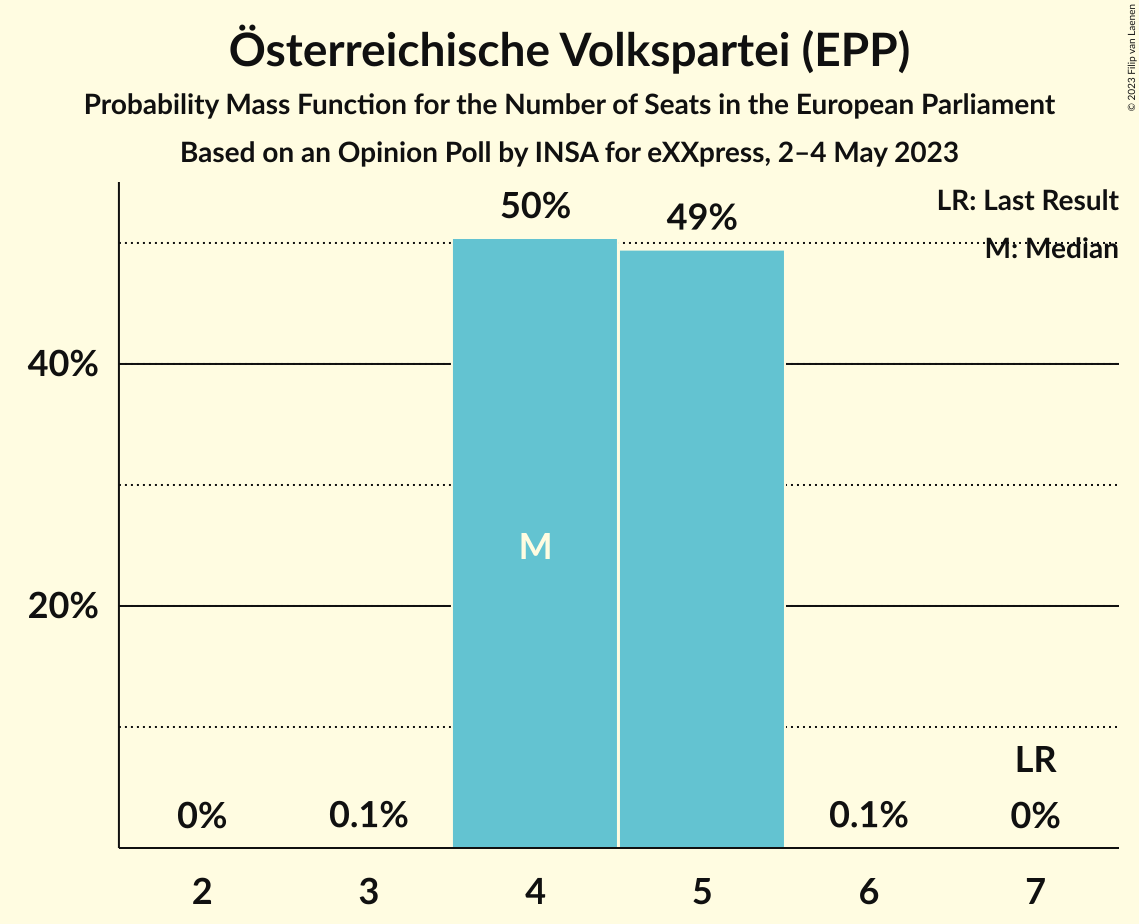 Österreichische Volkspartei (EPP)
Probability Mass Function for the Number of Seats in the European Parliament
Based on an Opinion Poll by INSA for eXXpress, 2–4 May 2023
© 2023 Filip van Laenen
LR: Last Result
M: Median
50%
49%
40%
M
20%
LR
0%
0.1%
0.1%
0%
2
3
4
5
6
7